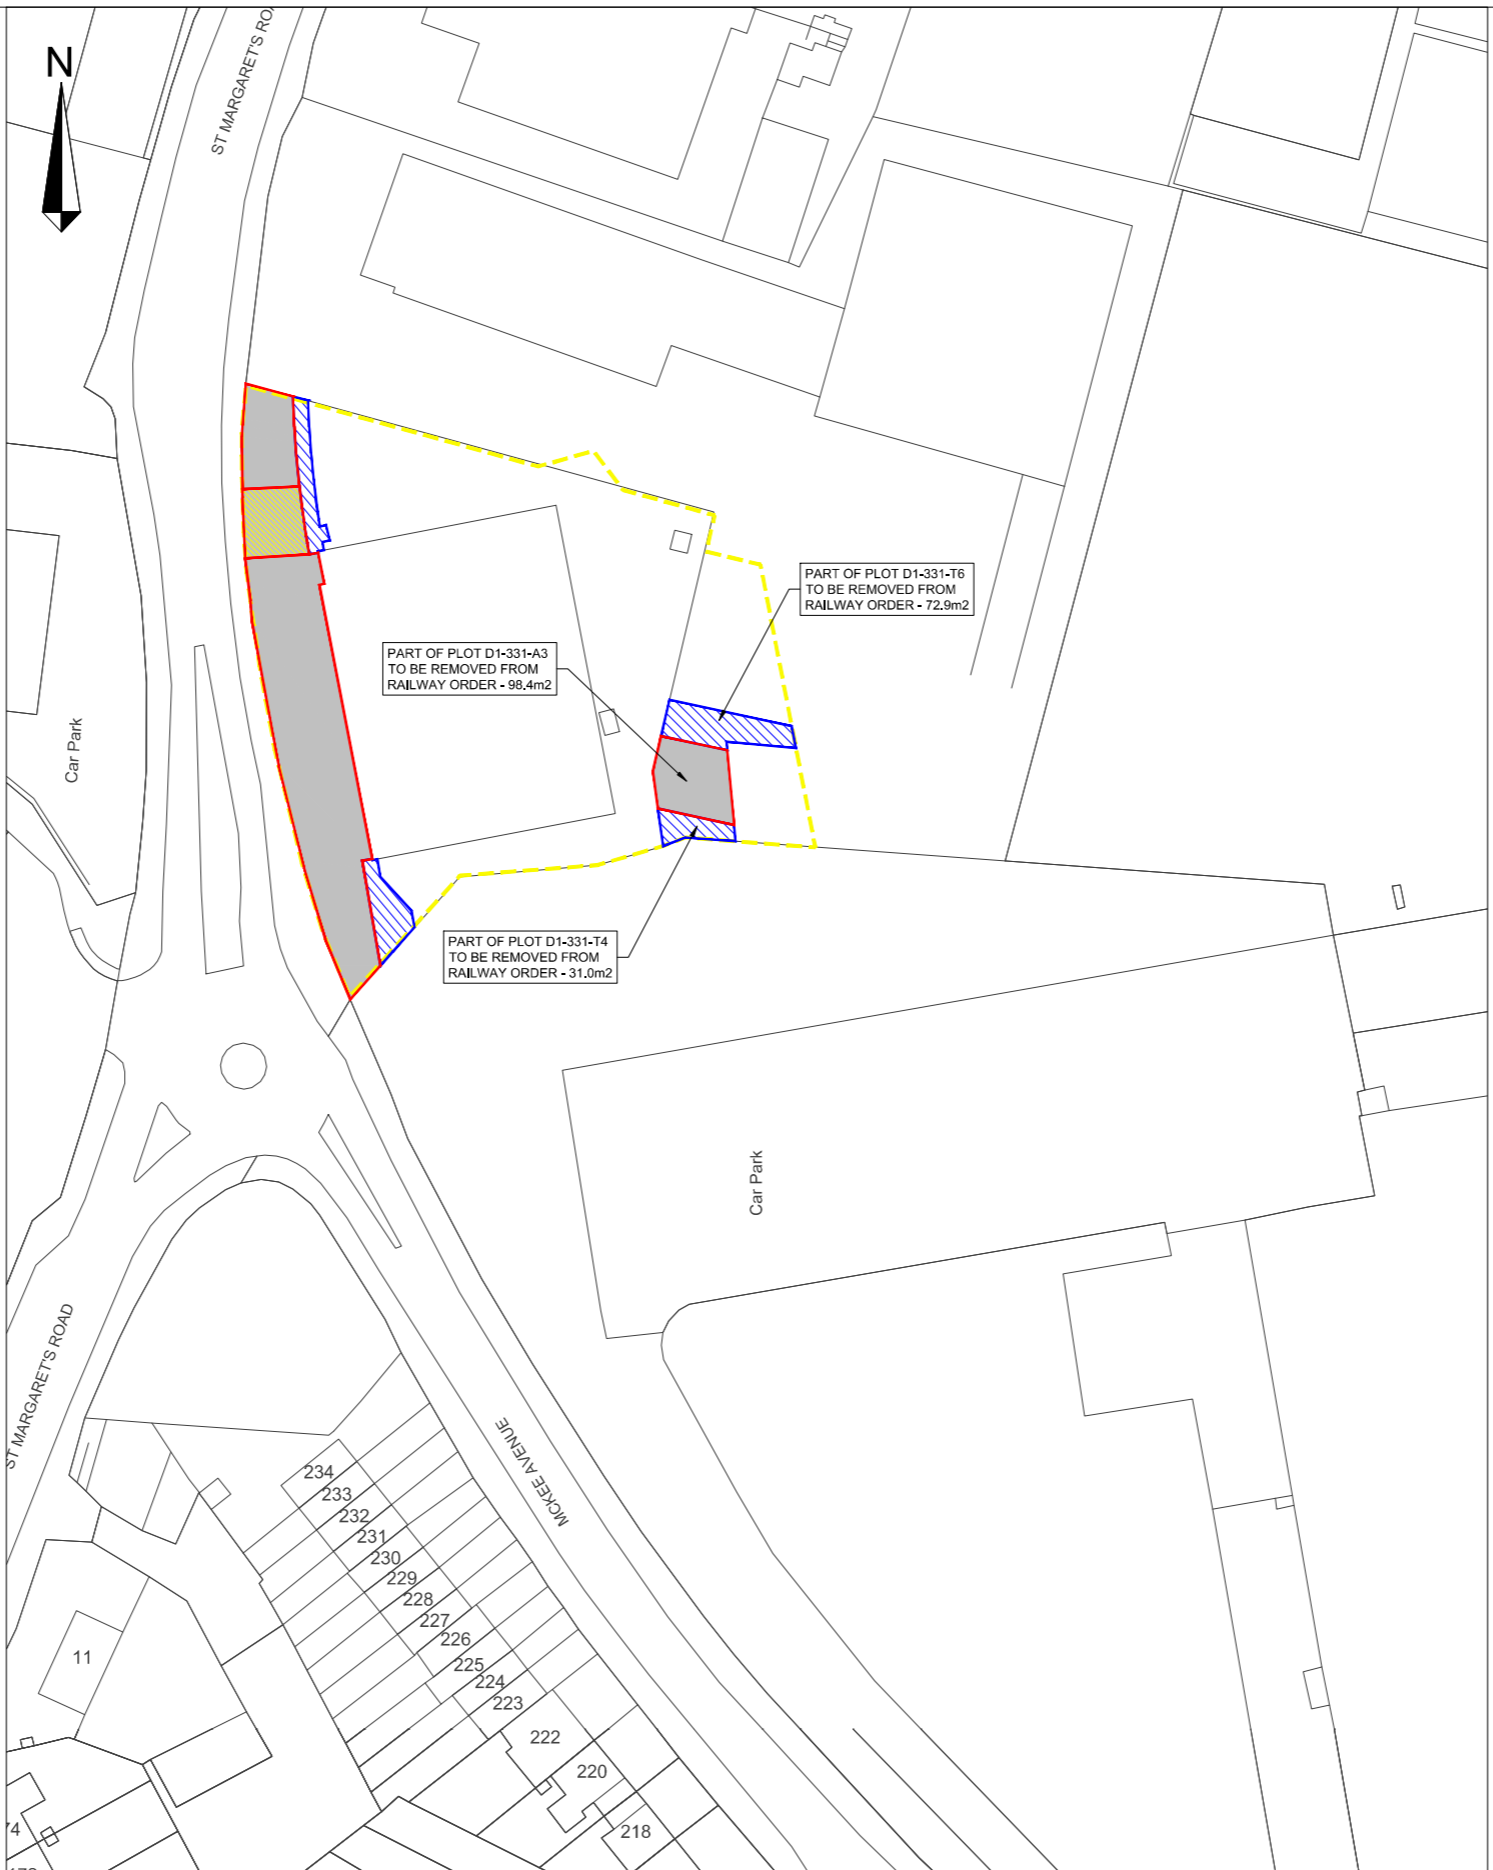 N
ST MARGARET'S
PART OF PLOT D1-331-T6
TO BE REMOVED FROM
RAILWAY ORDER - 72.9m2
PART OF PLOT D1-331-A3
TO BE REMOVED FROM
RAILWAY ORDER - 98.4m2
Car Park
PART OF PLOT D1-331-T4
TO BE REMOVED FROM
RAILWAY ORDER - 31.0m2
Car Park
ST MARGARET'S ROAD
MCKEE AVENUE
234
233
232
231
230
229
228
227
226
225
224
223
222
220
218
11